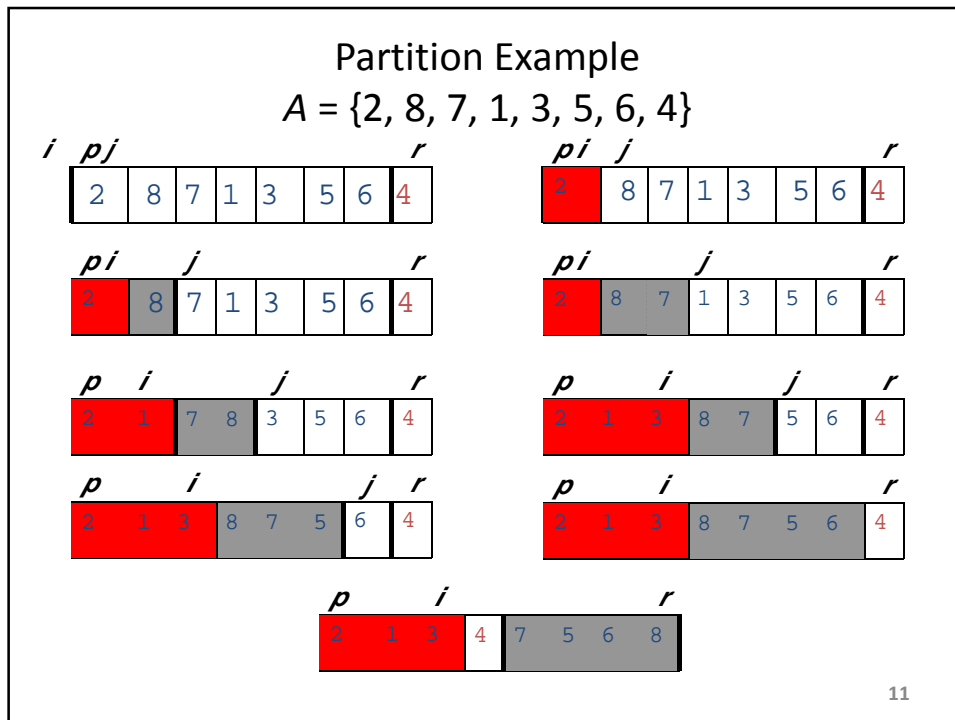 Partition Example
A = {2, 8, 7, 1, 3, 5, 6, 4}
i p j r
2 8 7 1 3 5 6 4
p i j r
2 8 7 1 3 5 6 4
p i j r
2 8 7 1 3 5 6 4
p i j r
2 8 7 1 3 5 6 4
p i j r
2 1 7 8 3 5 6 4
p i j r
2 1 3 8 7 5 6 4
p i j r
2 1 3 8 7 5 6 4
p i r
2 1 3 8 7 5 6 4
p i r
2 1 3 4 7 5 6 8
11